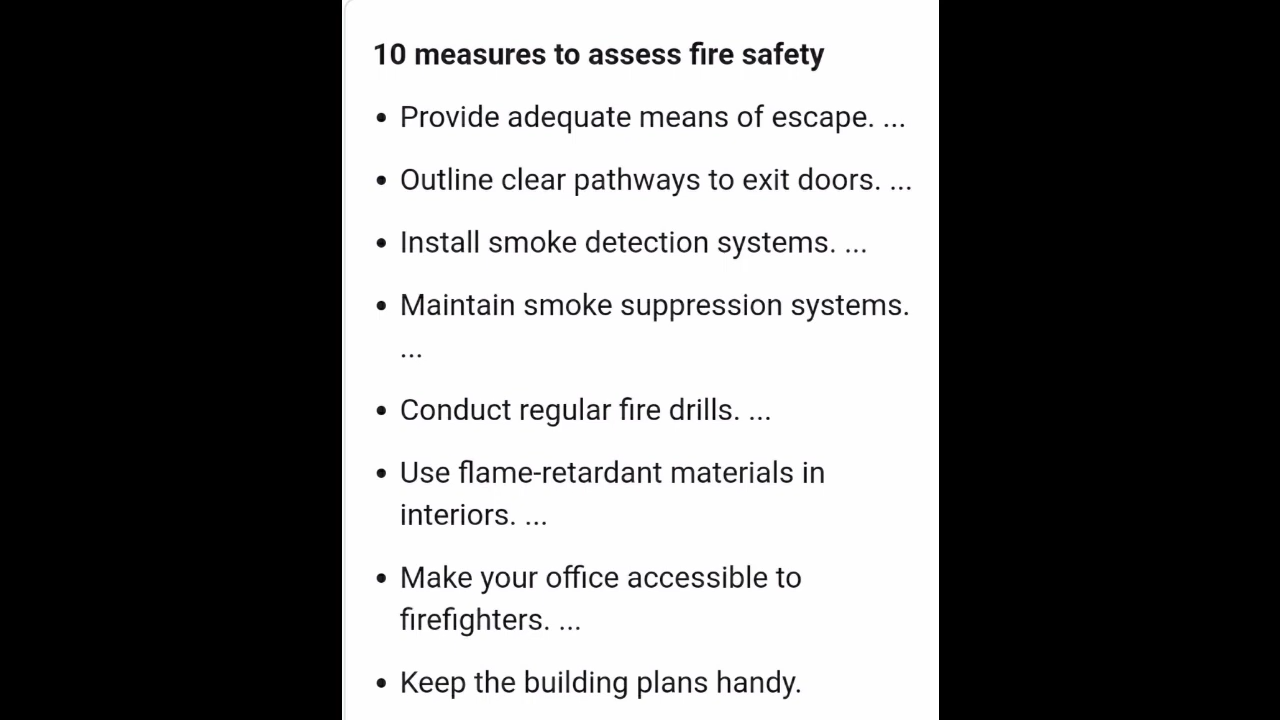 10 measures to assess fire safety
• Provide adequate means of escape. ...
• Outline clear pathways to exit doors. ...
• Install smoke detection systems. ...
• Maintain smoke suppression systems.
...
• Conduct regular fire drills. ...
• Use flame-retardant materials in
interiors. ...
• Make your office accessible to
firefighters. ...
• Keep the building plans handy.